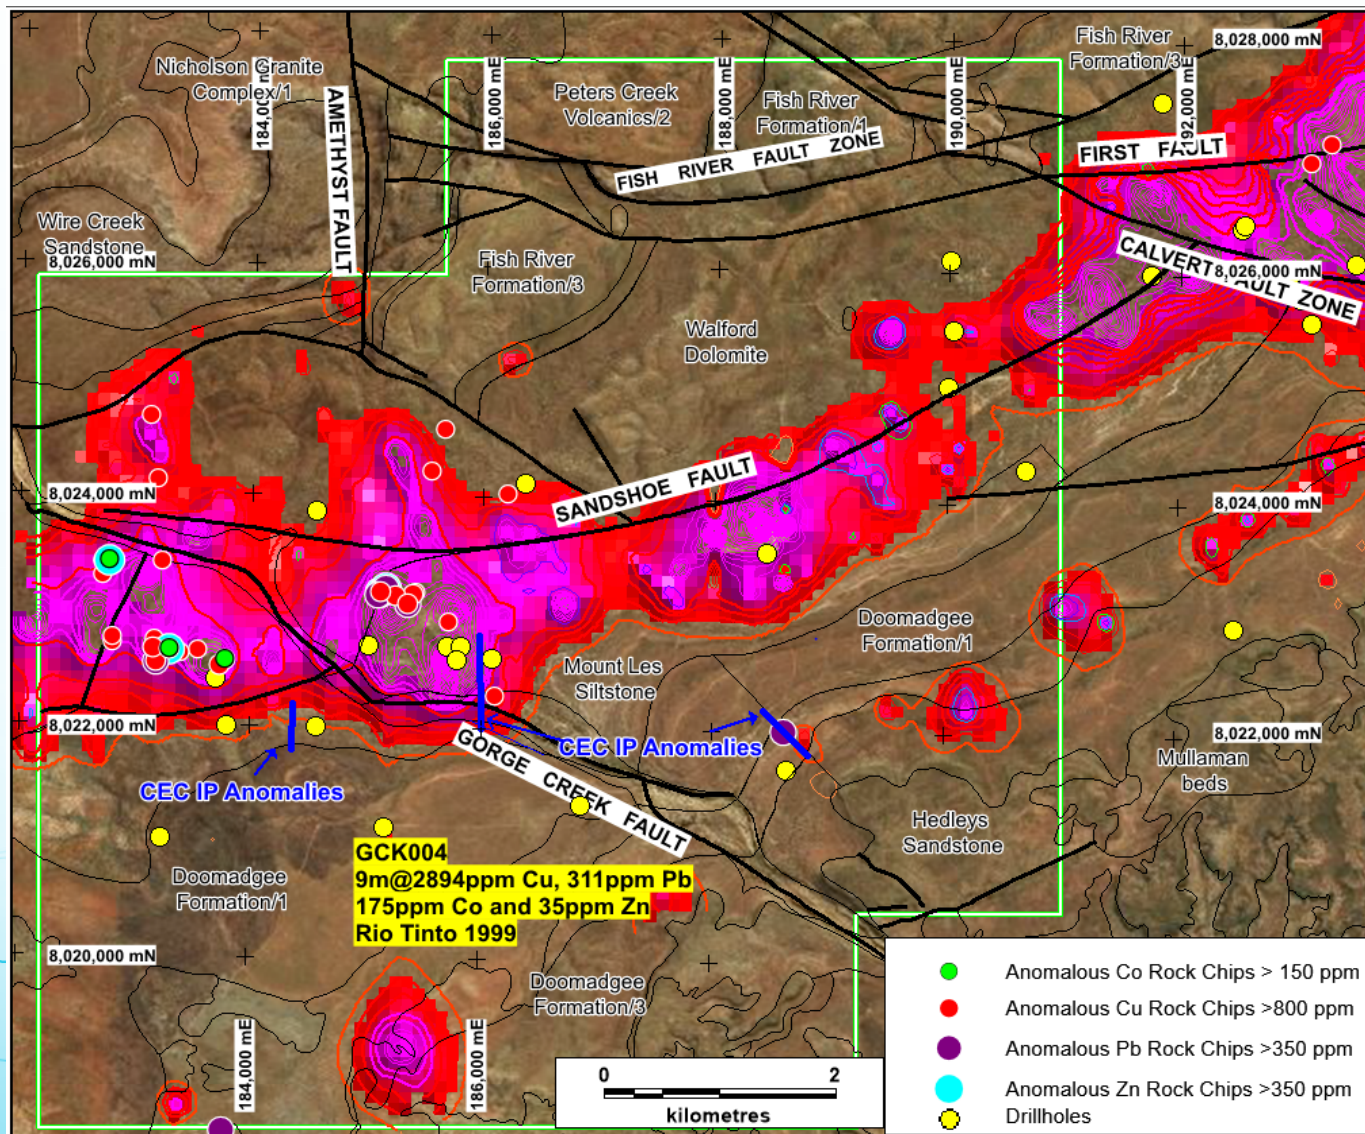 Fish River
Formation/3
8,028,000 mN
Nicholson Granite
Complex/1
184,000 mE
186,000 mE
Peters Creek
Volcanics/2
188,000 mE
Fish River
Formation/1
190,000 mE
192,000 mE
AMETHYST FAULT
FISH RIVER FAULT ZONE
FIRST FAULT
Wire Creek
Sandstone
8,026,000 mN
Fish River
Formation/3
CALVERT FAULT ZONE
8,026,000 mN
Walford
Dolomite
8,024,000 mN
SANDSHOE FAULT
8,024,000 mN
Doomadgee
Formation/1
Mount Les
Siltstone
8,022,000 mN
8,022,000 mN
CEC IP Anomalies
Mullaman
beds
GORGE CREEK FAULT
CEC IP Anomalies
Hedleys
Sandstone
GCK004
9m@2894ppm Cu, 311ppm Pb
175ppm Co and 35ppm Zn
Rio Tinto 1999
Doomadgee
Formation/1
8,020,000 mN
Doomadgee
Formation/3
184,000 mE
186,000 mE
0 2
kilometres
Anomalous Co Rock Chips > 150 ppm
Anomalous Cu Rock Chips >800 ppm
Anomalous Pb Rock Chips >350 ppm
Anomalous Zn Rock Chips >350 ppm
Drillholes